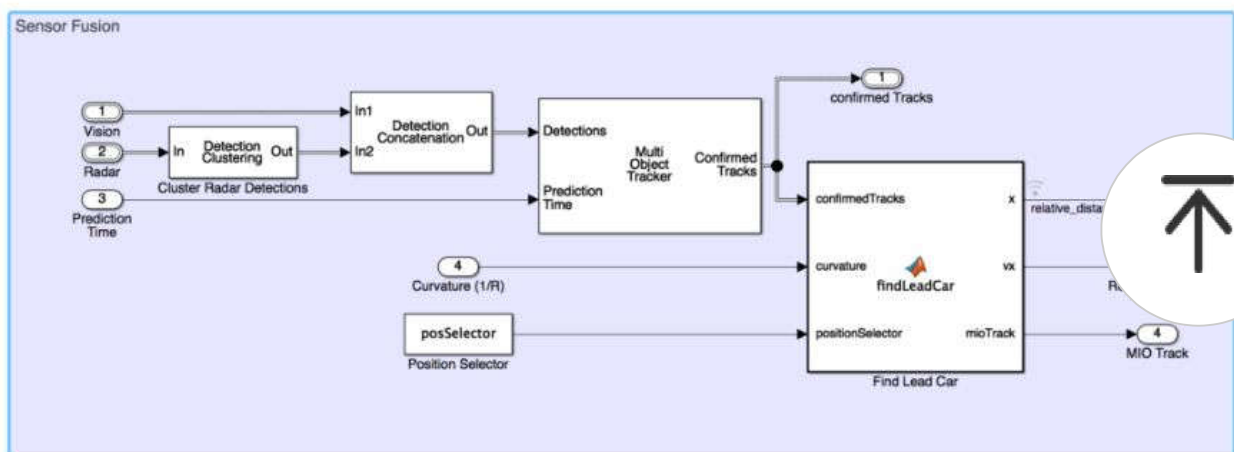 Sensor Fusion
1
Vision
2
Radar
3
Prediction
Time
In
Detection
Clustering
Out
Cluster Radar Detections
In1
In2
Detection
Concatenation
Out
Detections
Prediction
Time
Multi
Object
Tracker
Confirmed
Tracks
1
confirmed Tracks
4
Curvature (1/R)
posSelector
Position Selector
confirmedTracks
curvature
positionSelector
findLeadCar
x
vx
mioTrack
Find Lead Car
4
MIO Track